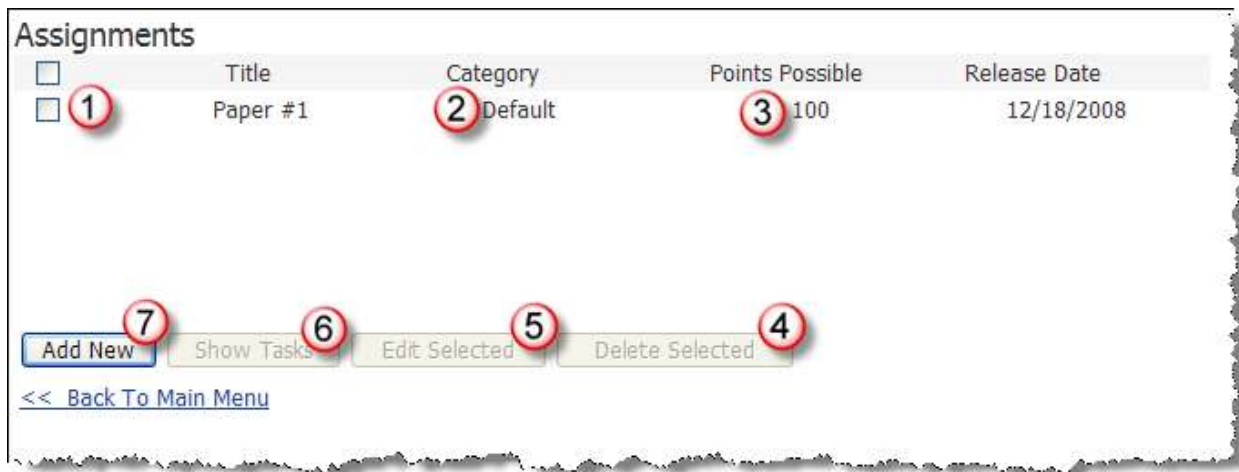 Assignments
Title Category Points Possible Release Date
1 Paper #1 2 Default 3 100 12/18/2008
7 6 5 4
Add New Show Tasks Edit Selected Delete Selected
<< Back To Main Menu